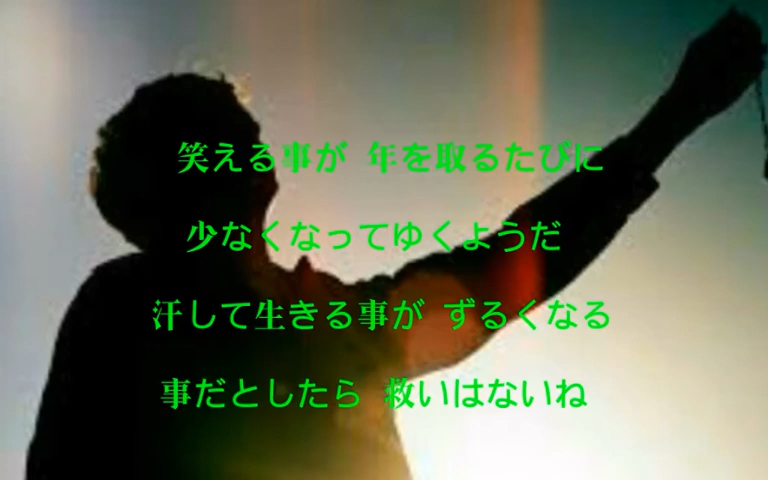 笑える事が 年を取るたびに
少なくなってゆくようだ
汗して生きる事が ずるくなる
事だとしたら 救いはないね